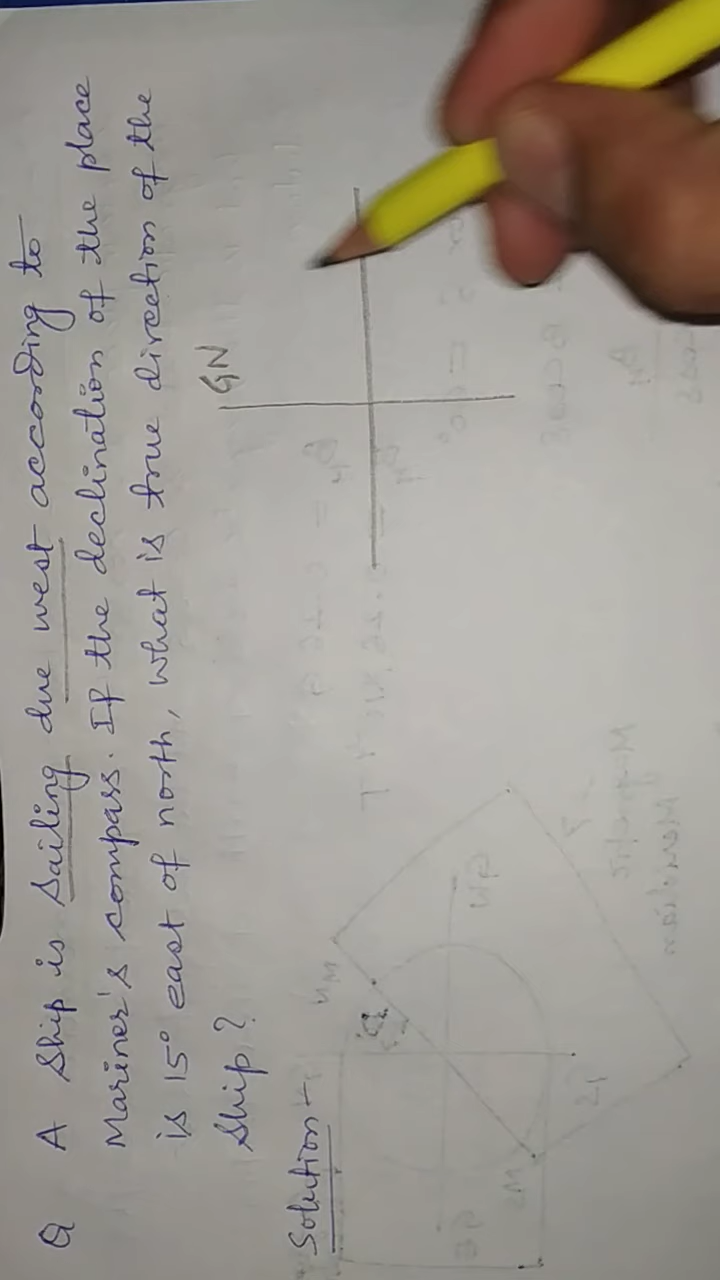 Q A Ship is Sailing due west according to
Mariner's compass. If the declination of the place
is 15° east of north, what is true direction of the
Ship?
Solution
GN